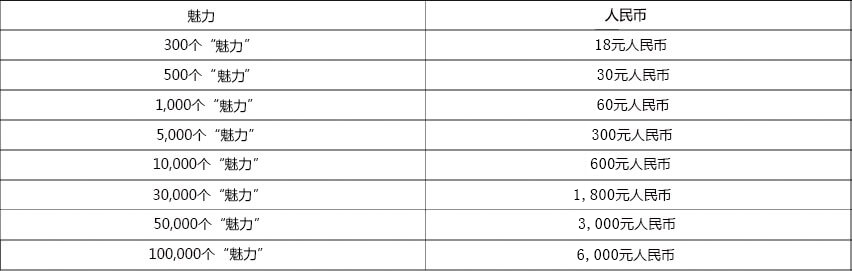 魅力 人民币
300个“魅力” 18元人民币
500个“魅力” 30元人民币
1,000个“魅力” 60元人民币
5,000个“魅力” 300元人民币
10,000个“魅力” 600元人民币
30,000个“魅力” 1,800元人民币
50,000个“魅力” 3,000元人民币
100,000个“魅力” 6,000元人民币